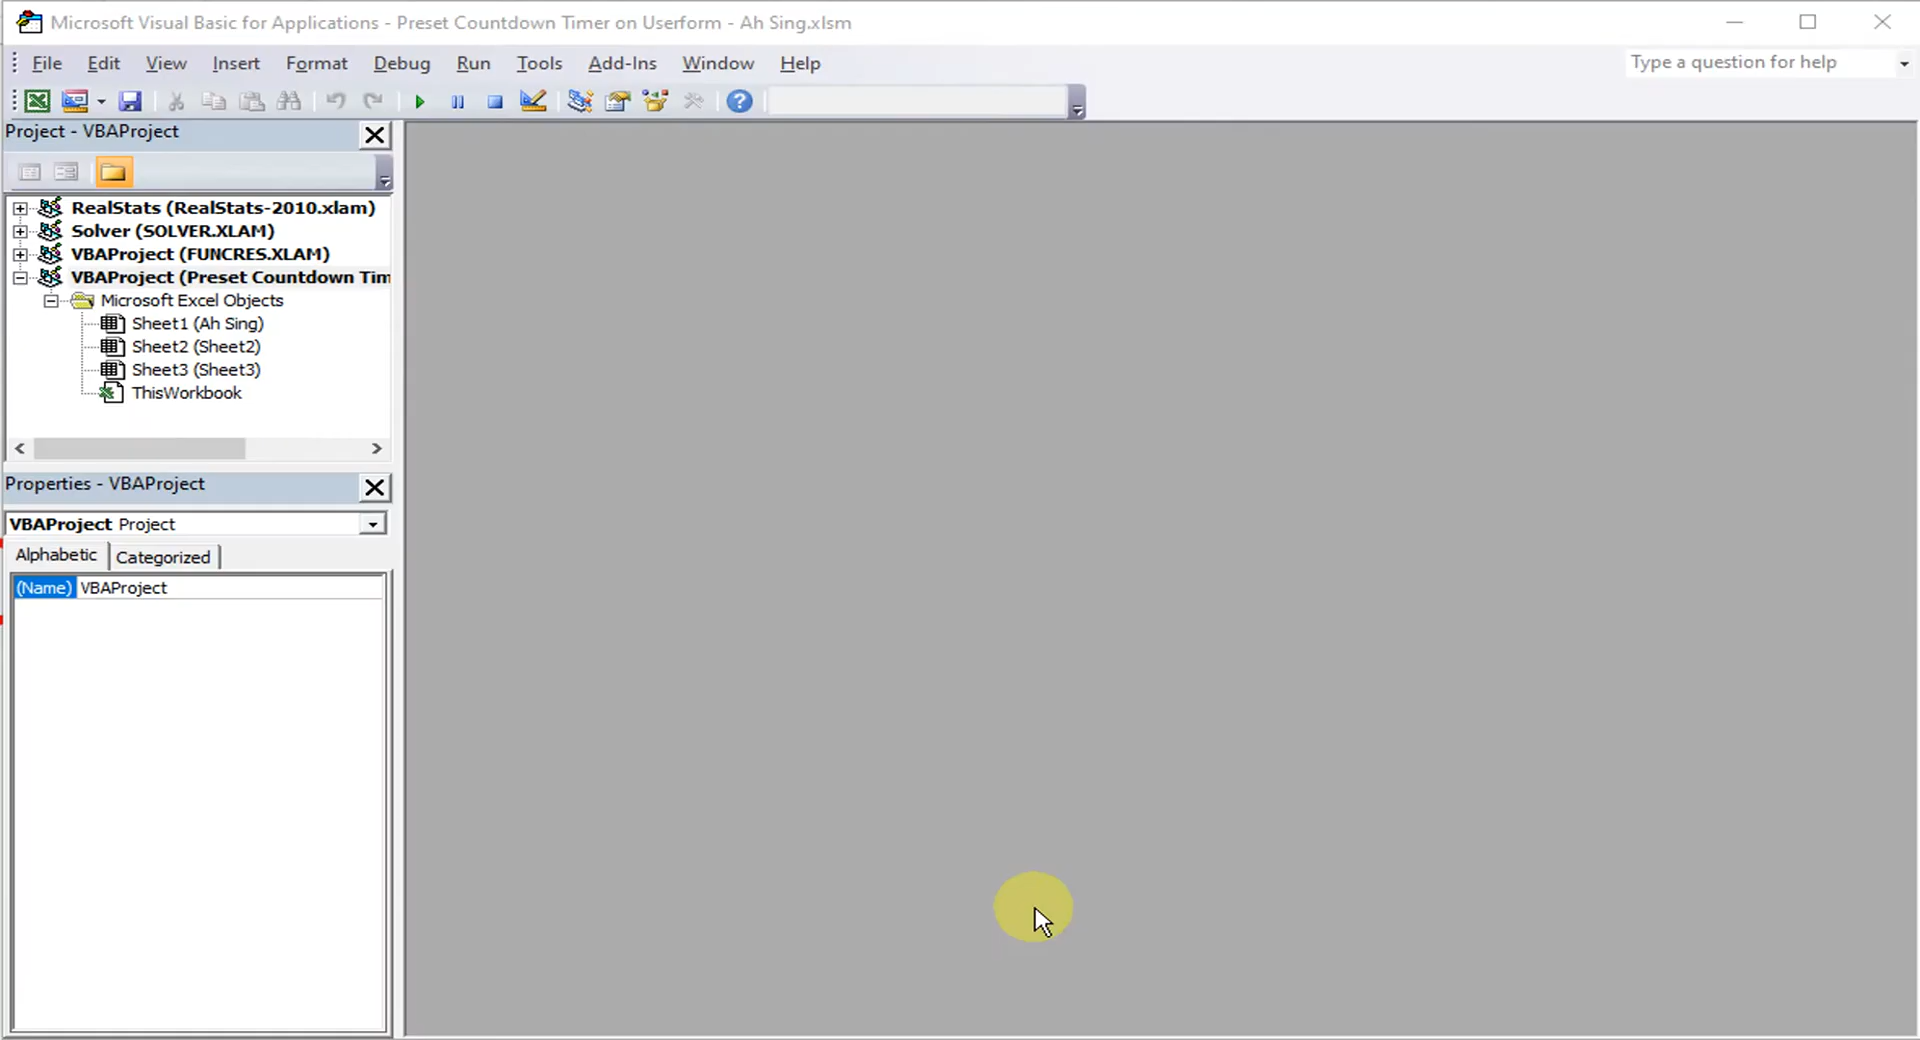 Microsoft Visual Basic for Applications - Preset Countdown Timer on Userform - Ah Sing.xlsm
File Edit View Insert Format Debug Run Tools Add-Ins Window Help Type a question for help
Project - VBAProject
RealStats (RealStats-2010.xlam)
Solver (SOLVER.XLAM)
VBAProject (FUNCRES.XLAM)
VBAProject (Preset Countdown Tim
Microsoft Excel Objects
Sheet1 (Ah Sing)
Sheet2 (Sheet2)
Sheet3 (Sheet3)
ThisWorkbook
Properties - VBAProject
VBAProject Project
Alphabetic Categorized
(Name) VBAProject